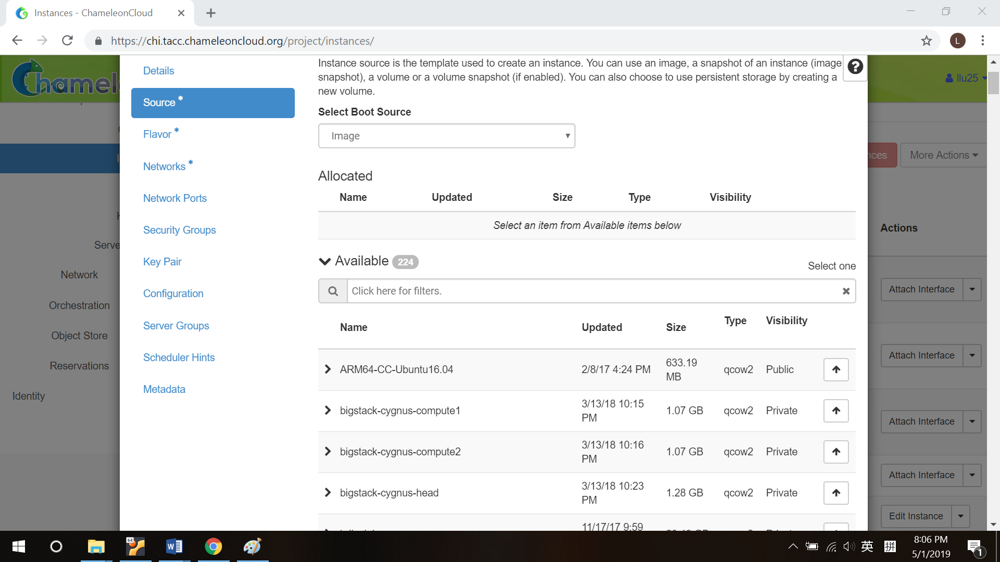 Instances - ChameleonCloud
https://chi.tacc.chameleoncloud.org/project/instances/
L
llu25
Details
Source *
Flavor *
Networks *
Network Ports
Security Groups
Key Pair
Configuration
Server Groups
Scheduler Hints
Metadata
Network
Orchestration
Object Store
Reservations
Identity
Instance source is the template used to create an instance. You can use an image, a snapshot of an instance (image
snapshot), a volume or a volume snapshot (if enabled). You can also choose to use persistent storage by creating a
new volume.
Select Boot Source
Image
Allocated
Name Updated Size Type Visibility
Select an item from Available items below
Available 224
Select one
Click here for filters.
Name Updated Size Type Visibility
ARM64-CC-Ubuntu16.04 2/8/17 4:24 PM 633.19 MB qcow2 Public
bigstack-cygnus-compute1 3/13/18 10:15 PM 1.07 GB qcow2 Private
bigstack-cygnus-compute2 3/13/18 10:16 PM 1.07 GB qcow2 Private
bigstack-cygnus-head 3/13/18 10:23 PM 1.28 GB qcow2 Private
11/17/17 9:59
More Actions
Actions
Attach Interface
Attach Interface
Attach Interface
Attach Interface
Edit Instance
64
W
英
拼
8:06 PM
5/1/2019
1